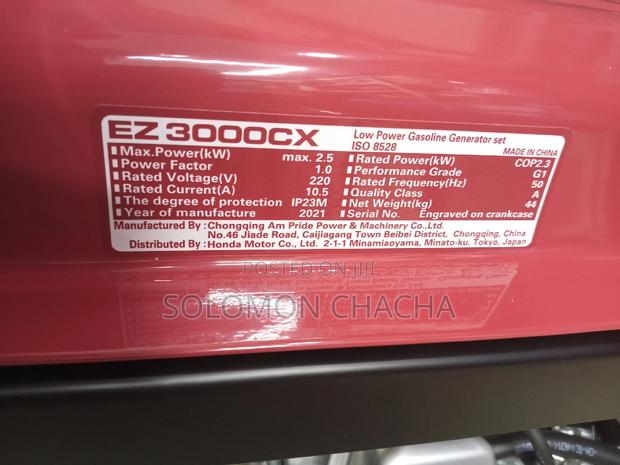 EZ3000CX
Low Power Gasoline Generator set
ISO 8528
MADE IN CHINA
Max.Power(kW) max. 2.5
Power Factor 1.0
Rated Voltage(V) 220
Rated Current(A) 10.5
The degree of protection IP23M
Year of manufacture 2021
Rated Power(kW) COP2.3
Performance Grade G1
Rated Frequency(Hz) 50
Quality Class A
Net Weight(kg) 44
Serial No. Engraved on crankcase
Manufactured By :Chongqing Am Pride Power & Machinery Co.,Ltd.
No.46 Jiade Road, Caijiagang Town Beibei District, Chongqing, China
Distributed By :Honda Motor Co., Ltd. 2-1-1 Minamiaoyama, Minato-ku, Tokyo, Japan
POSTED ON JIJI
SOLOMON CHACHA